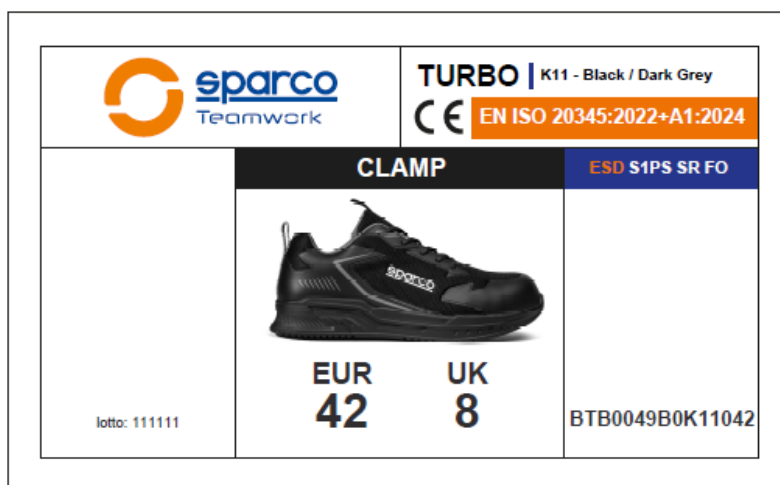 sparco
Teamwork
TURBO | K11 - Black / Dark Grey
CE EN ISO 20345:2022+A1:2024
CLAMP
ESD S1PS SR FO
sparco
EUR
42
UK
8
lotto: 111111
BTB0049B0K11042